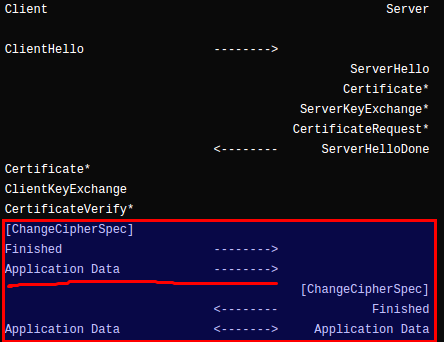 Client Server
ClientHello -------->
ServerHello
Certificate*
ServerKeyExchange*
CertificateRequest*
<-------- ServerHelloDone
Certificate*
ClientKeyExchange
CertificateVerify*
[ChangeCipherSpec]
Finished -------->
Application Data -------->
[ChangeCipherSpec]
<-------- Finished
Application Data <-------> Application Data